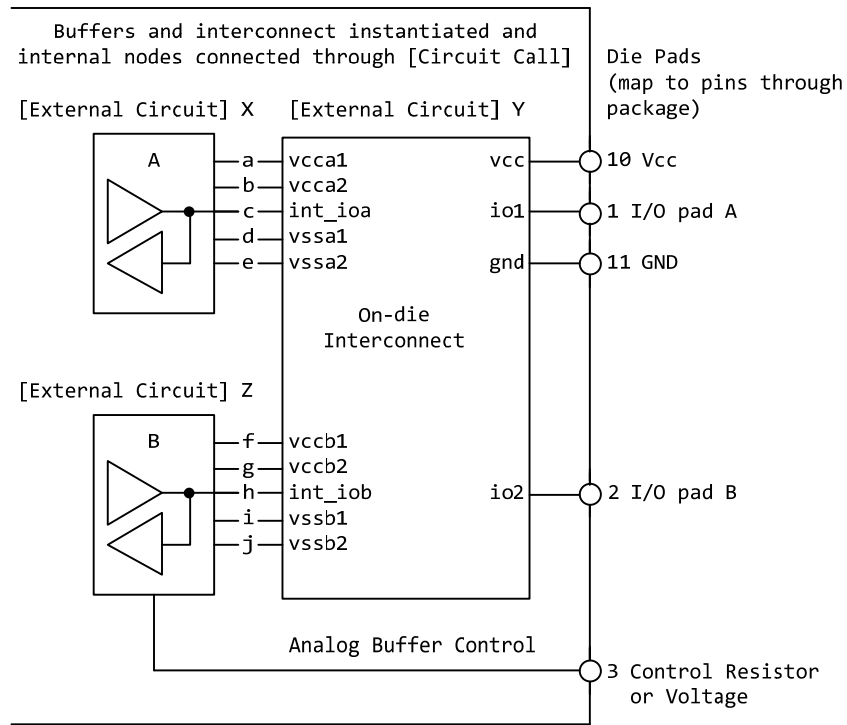 Buffers and interconnect instantiated and
internal nodes connected through [Circuit Call]
Die Pads
(map to pins through
package)
[External Circuit] X
[External Circuit] Y
A
a
b
c
d
e
vcca1
vcca2
int_ioa
vssa1
vssa2
vcc
io1
gnd
10 Vcc
1 I/O pad A
11 GND
On-die
Interconnect
[External Circuit] Z
B
f
g
h
i
j
vccb1
vccb2
int_iob
vssb1
vssb2
io2
2 I/O pad B
Analog Buffer Control
3 Control Resistor
or Voltage